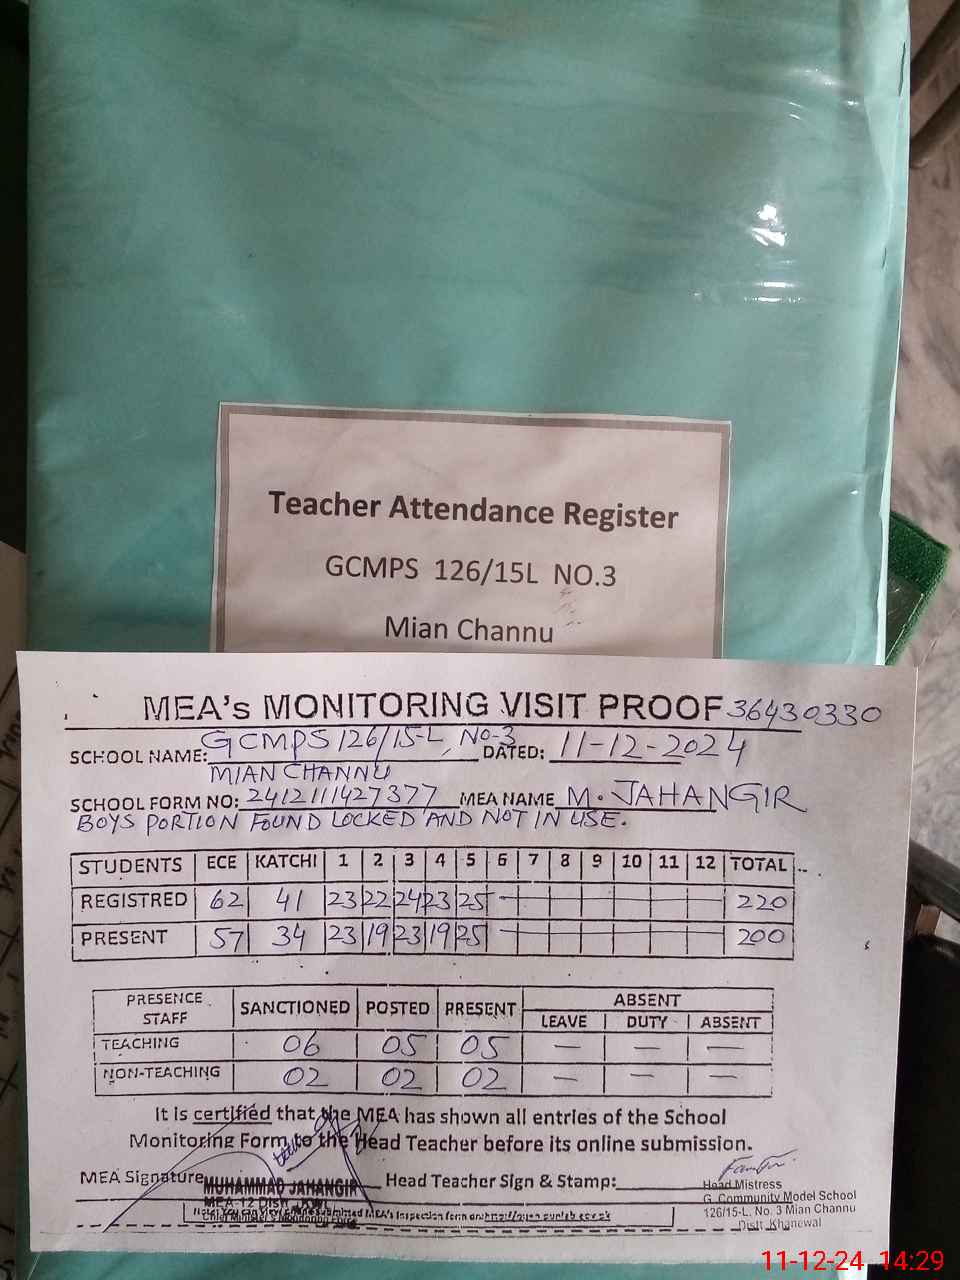 Teacher Attendance Register
GCMPS 126/15L NO.3
Mian Channu
MEA's MONITORING VISIT PROOF 36430330
SCHOOL NAME: GCMPS 126/15-L, NO-3 DATED: 11-12-2024
MIAN CHANNU
SCHOOL FORM NO: 2412111427377 MEA NAME M. JAHANGIR
BOYS PORTION FOUND LOCKED AND NOT IN USE.
STUDENTS ECE KATCHI 1 2 3 4 5 6 7 8 9 10 11 12 TOTAL
REGISTRED 62 41 23 22 24 23 25 — 220
PRESENT 57 34 23 19 23 19 25 — 200
PRESENCE STAFF SANCTIONED POSTED PRESENT ABSENT
LEAVE DUTY ABSENT
TEACHING 06 05 05 — — —
NON-TEACHING 02 02 02 — — —
It is certified that the MEA has shown all entries of the School
Monitoring Form to the Head Teacher before its online submission.
MEA Signature Head Teacher Sign & Stamp:
MUHAMMAD JAHANGIR
MEA-12 Distt
Head Mistress
G. Community Model School
126/15-L. No. 3 Mian Channu
Distt. Khanewal
11-12-24 14:29